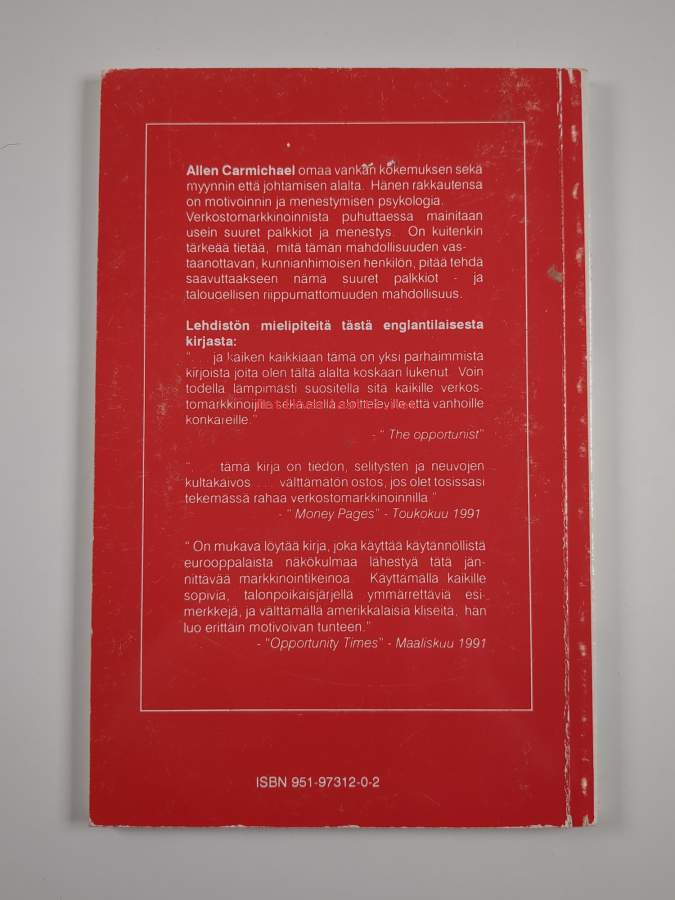 Allen Carmichael omaa vankan kokemuksen sekä
myynnin että johtamisen alalta. Hänen rakkautensa
on motivoinnin ja menestymisen psykologia.
Verkostomarkkinoinnista puhuttaessa mainitaan
usein suuret palkkiot ja menestys. On kuitenkin
tärkeää tietää, mitä tämän mahdollisuuden vas-
taanottavan, kunnianhimoisen henkilön, pitää tehdä
saavuttaakseen nämä suuret palkkiot - ja
taloudellisen riippumattomuuden mahdollisuus.
Lehdistön mielipiteitä tästä englantilaisesta
kirjasta:
"... ja kaiken kaikkiaan tämä on yksi parhaimmista
kirjoista joita olen tältä alalta koskaan lukenut. Voin
todella lämpimästi suositella sitä kaikille verkos-
tomarkkinoijille sekä alalla aloitteleville että vanhoille
konkareille."
- " The opportunist"
"... tämä kirja on tiedon, selitysten ja neuvojen
kultakaivos ... välttämätön ostos, jos olet tosissasi
tekemässä rahaa verkostomarkkinoinnilla."
- " Money Pages" - Toukokuu 1991
" On mukava löytää kirja, joka käyttää käytännöllistä
eurooppalaista näkökulmaa lähestyä tätä jän-
nittävää markkinointikeinoa. Käyttämällä kaikille
sopivia, talonpoikaisjärjellä ymmärrettäviä esi-
merkkejä, ja välttämällä amerikkalaisia kliseitä, hän
luo erittäin motivoivan tunteen."
- "Opportunity Times" - Maaliskuu 1991
ISBN 951-97312-0-2